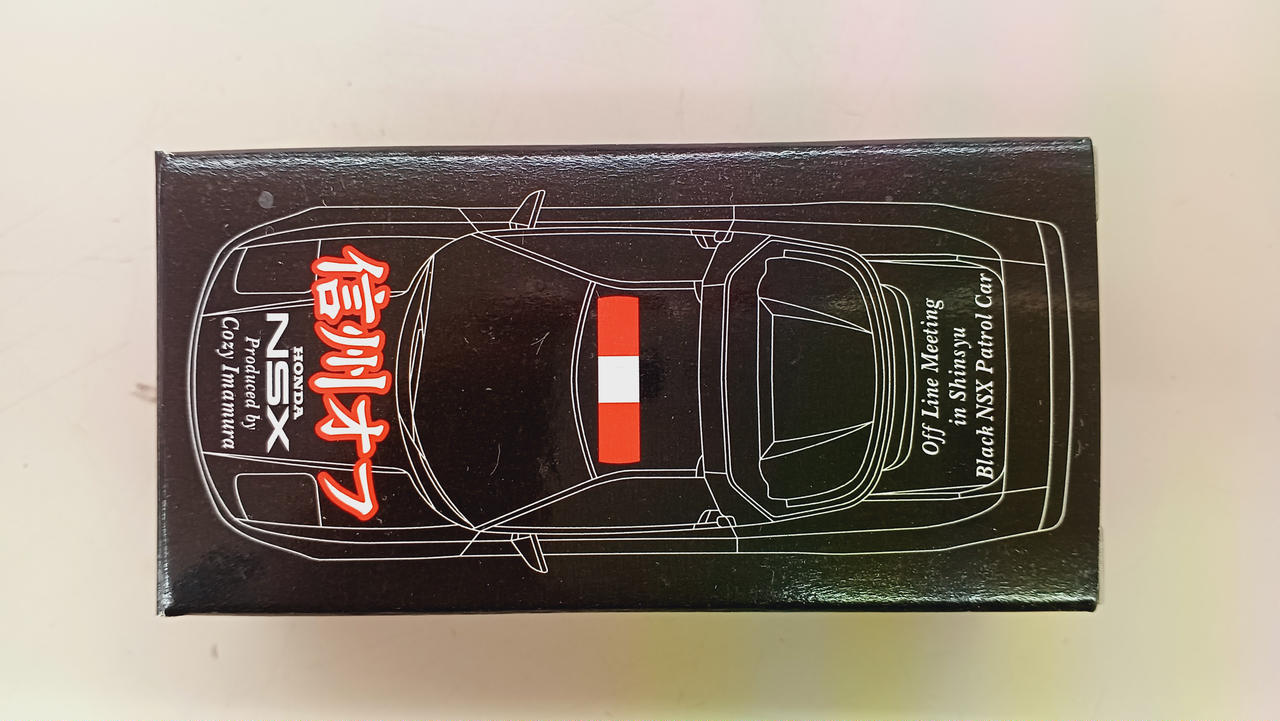 信州オフ
HONDA
NSX
Produced by
Cozy Imamura
Off Line Meeting
in Shinsyu
Black NSX Patrol Car